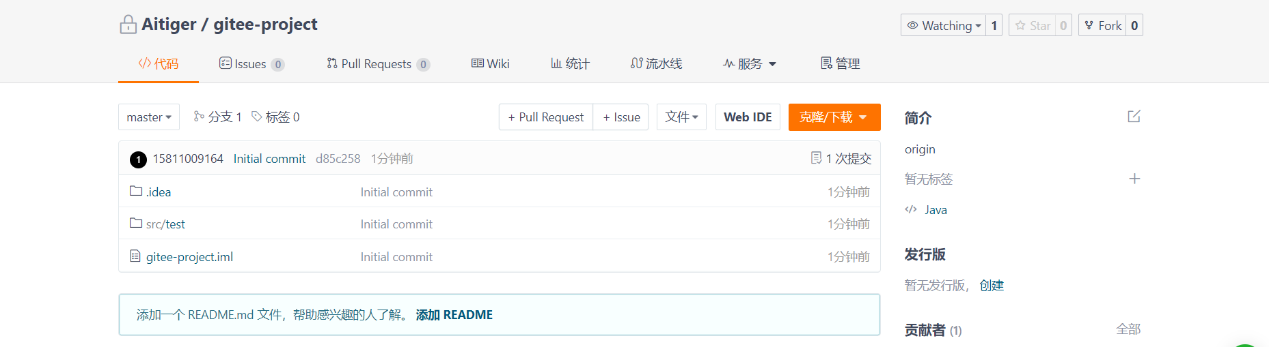 Aitiger / gitee-project
Watching 1 Star 0 Fork 0
代码 Issues 0 Pull Requests 0 Wiki 统计 流水线 服务 管理
master 分支 1 标签 0 + Pull Request + Issue 文件 Web IDE 克隆/下载
1 15811009164 Initial commit d85c258 1分钟前 1 次提交
.idea Initial commit 1分钟前
src/test Initial commit 1分钟前
gitee-project.iml Initial commit 1分钟前
添加一个 README.md 文件，帮助感兴趣的人了解。 添加 README
简介
origin
暂无标签
Java
发行版
暂无发行版， 创建
贡献者 (1) 全部